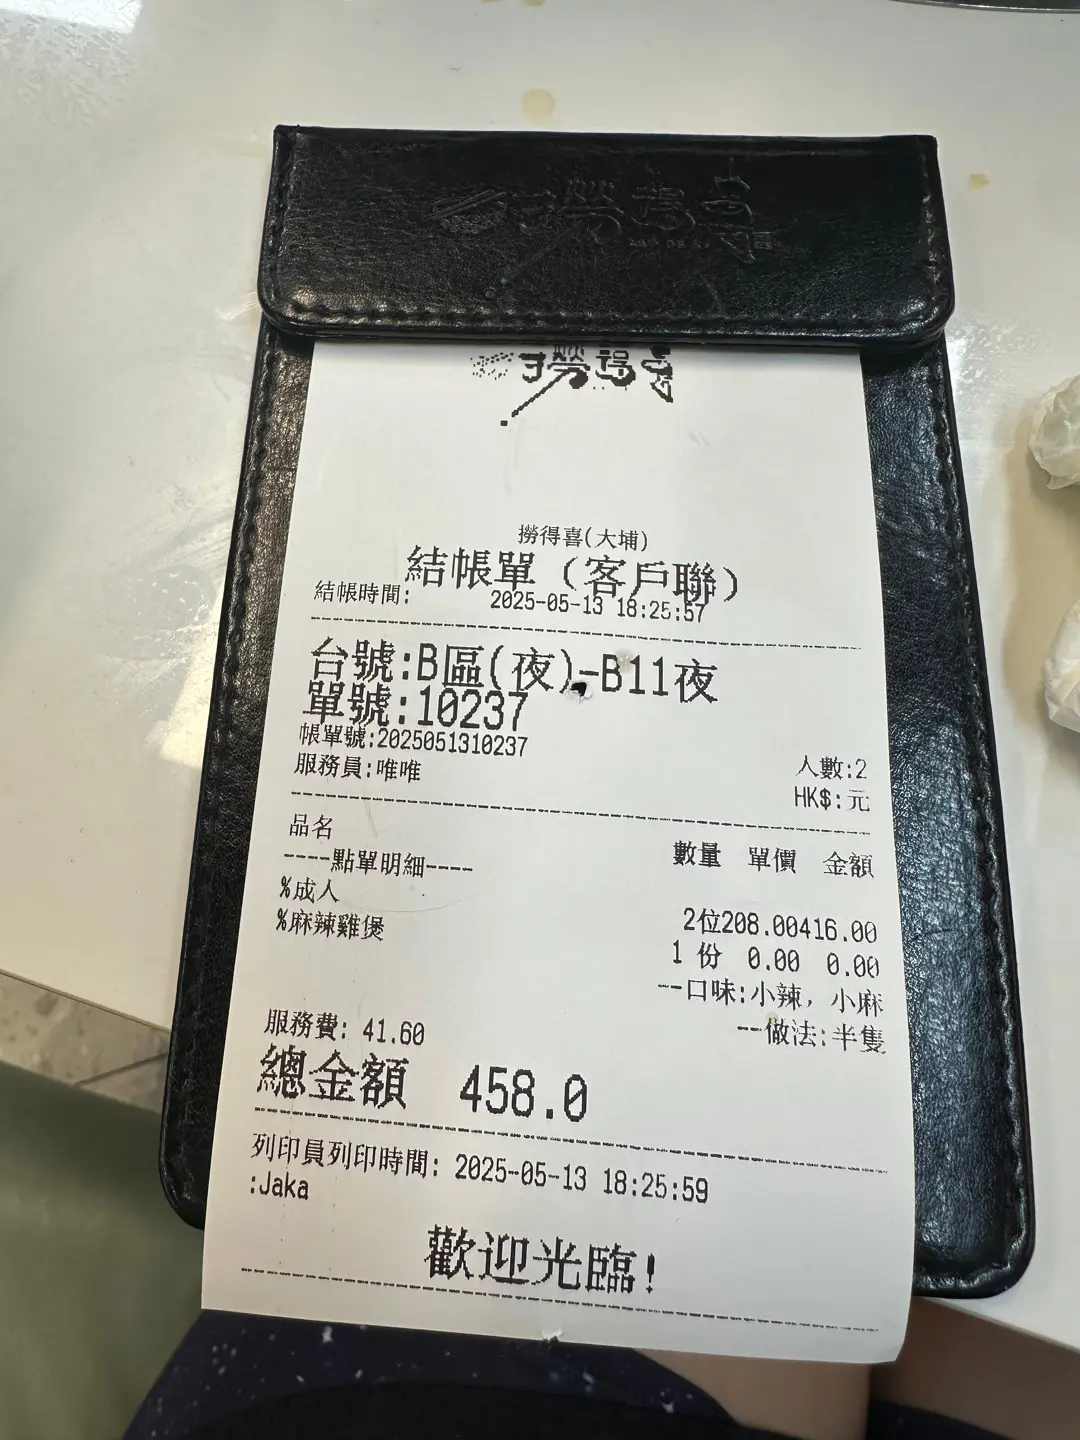 撈得喜(大埔)
結帳單（客戶聯）
結帳時間: 2025-05-13 18:25:57
台號:B區(夜)-B11夜
單號:10237
帳單號:2025051310237
服務員:唯唯 人數:2
HK$:元
品名 數量 單價 金額
----點單明細----
%成人 2位208.00416.00
%麻辣雞煲 1 份 0.00 0.00
--口味:小辣，小麻
--做法:半隻
服務費: 41.60
總金額 458.0
列印員列印時間: 2025-05-13 18:25:59
:Jaka
歡迎光臨!